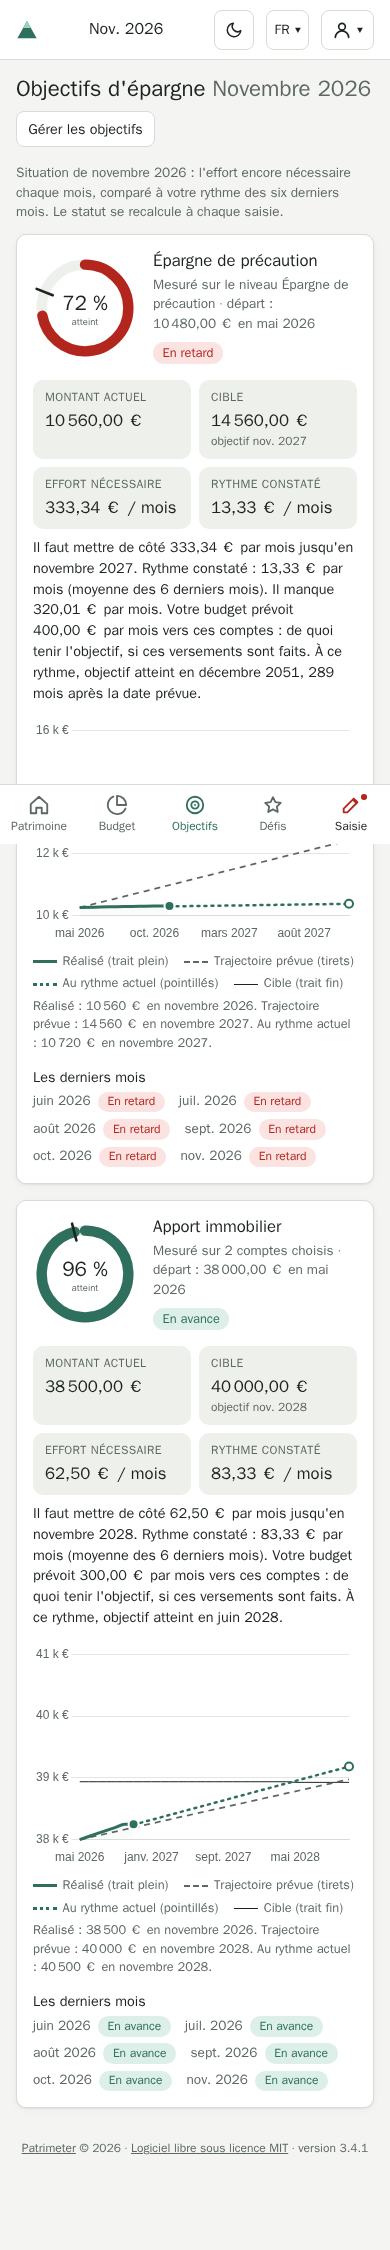 Nov. 2026
FR ▾
▾
Objectifs d'épargne Novembre 2026
Gérer les objectifs
Situation de novembre 2026 : l'effort encore nécessaire
chaque mois, comparé à votre rythme des six derniers
mois. Le statut se recalcule à chaque saisie.
72 %
atteint
Épargne de précaution
Mesuré sur le niveau Épargne de
précaution · départ :
10 480,00 € en mai 2026
En retard
MONTANT ACTUEL
10 560,00 €
CIBLE
14 560,00 €
objectif nov. 2027
EFFORT NÉCESSAIRE
333,34 € / mois
RYTHME CONSTATÉ
13,33 € / mois
Il faut mettre de côté 333,34 € par mois jusqu'en
novembre 2027. Rythme constaté : 13,33 € par
mois (moyenne des 6 derniers mois). Il manque
320,01 € par mois. Votre budget prévoit
400,00 € par mois vers ces comptes : de quoi
tenir l'objectif, si ces versements sont faits. À ce
rythme, objectif atteint en décembre 2051, 289
mois après la date prévue.
16 k €
Patrimoine Budget Objectifs Défis Saisie
12 k €
10 k €
mai 2026 oct. 2026 mars 2027 août 2027
Réalisé (trait plein) Trajectoire prévue (tirets)
Au rythme actuel (pointillés) Cible (trait fin)
Réalisé : 10 560 € en novembre 2026. Trajectoire
prévue : 14 560 € en novembre 2027. Au rythme actuel
: 10 720 € en novembre 2027.
Les derniers mois
juin 2026 En retard juil. 2026 En retard
août 2026 En retard sept. 2026 En retard
oct. 2026 En retard nov. 2026 En retard
96 %
atteint
Apport immobilier
Mesuré sur 2 comptes choisis ·
départ : 38 000,00 € en mai
2026
En avance
MONTANT ACTUEL
38 500,00 €
CIBLE
40 000,00 €
objectif nov. 2028
EFFORT NÉCESSAIRE
62,50 € / mois
RYTHME CONSTATÉ
83,33 € / mois
Il faut mettre de côté 62,50 € par mois jusqu'en
novembre 2028. Rythme constaté : 83,33 € par
mois (moyenne des 6 derniers mois). Votre budget
prévoit 300,00 € par mois vers ces comptes : de
quoi tenir l'objectif, si ces versements sont faits. À
ce rythme, objectif atteint en juin 2028.
41 k €
40 k €
39 k €
38 k €
mai 2026 janv. 2027 sept. 2027 mai 2028
Réalisé (trait plein) Trajectoire prévue (tirets)
Au rythme actuel (pointillés) Cible (trait fin)
Réalisé : 38 500 € en novembre 2026. Trajectoire
prévue : 40 000 € en novembre 2028. Au rythme actuel
: 40 500 € en novembre 2028.
Les derniers mois
juin 2026 En avance juil. 2026 En avance
août 2026 En avance sept. 2026 En avance
oct. 2026 En avance nov. 2026 En avance
Patrimeter © 2026 · Logiciel libre sous licence MIT · version 3.4.1